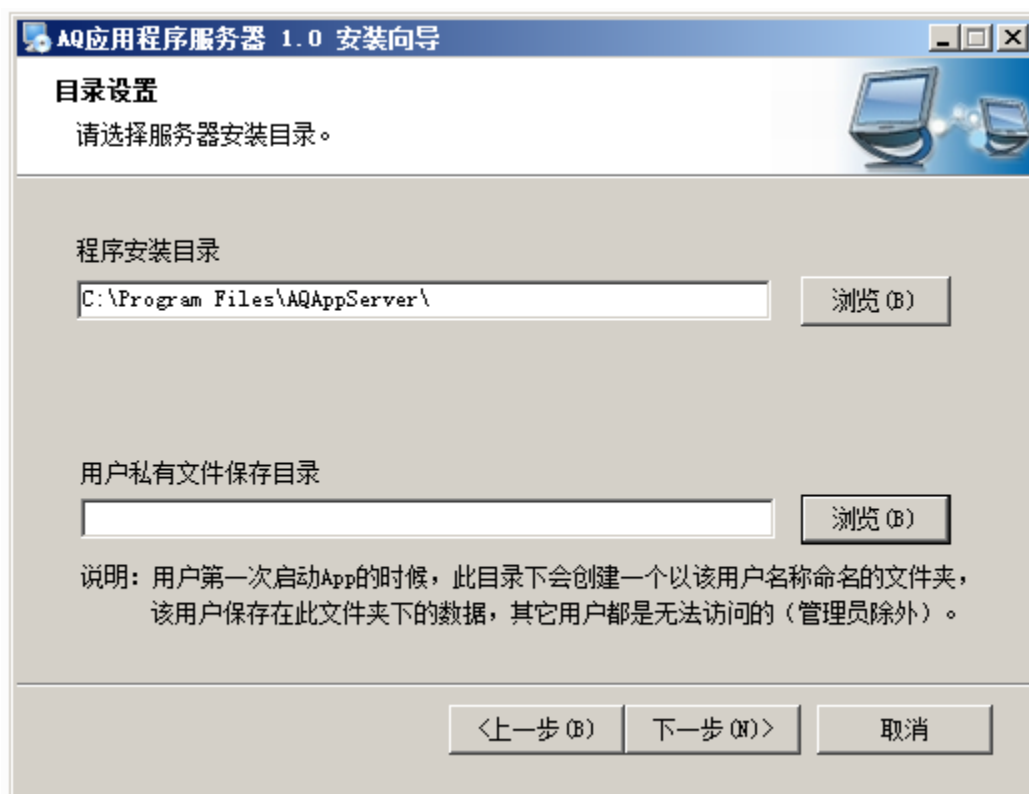 AQ应用程序服务器 1.0 安装向导
目录设置
请选择服务器安装目录。
程序安装目录
C:\Program Files\AQAppServer\
浏览(B)
用户私有文件保存目录
浏览(B)
说明：用户第一次启动App的时候，此目录下会创建一个以该用户名称命名的文件夹，
该用户保存在此文件夹下的数据，其它用户都是无法访问的（管理员除外）。
<上一步(B)
下一步(N)>
取消